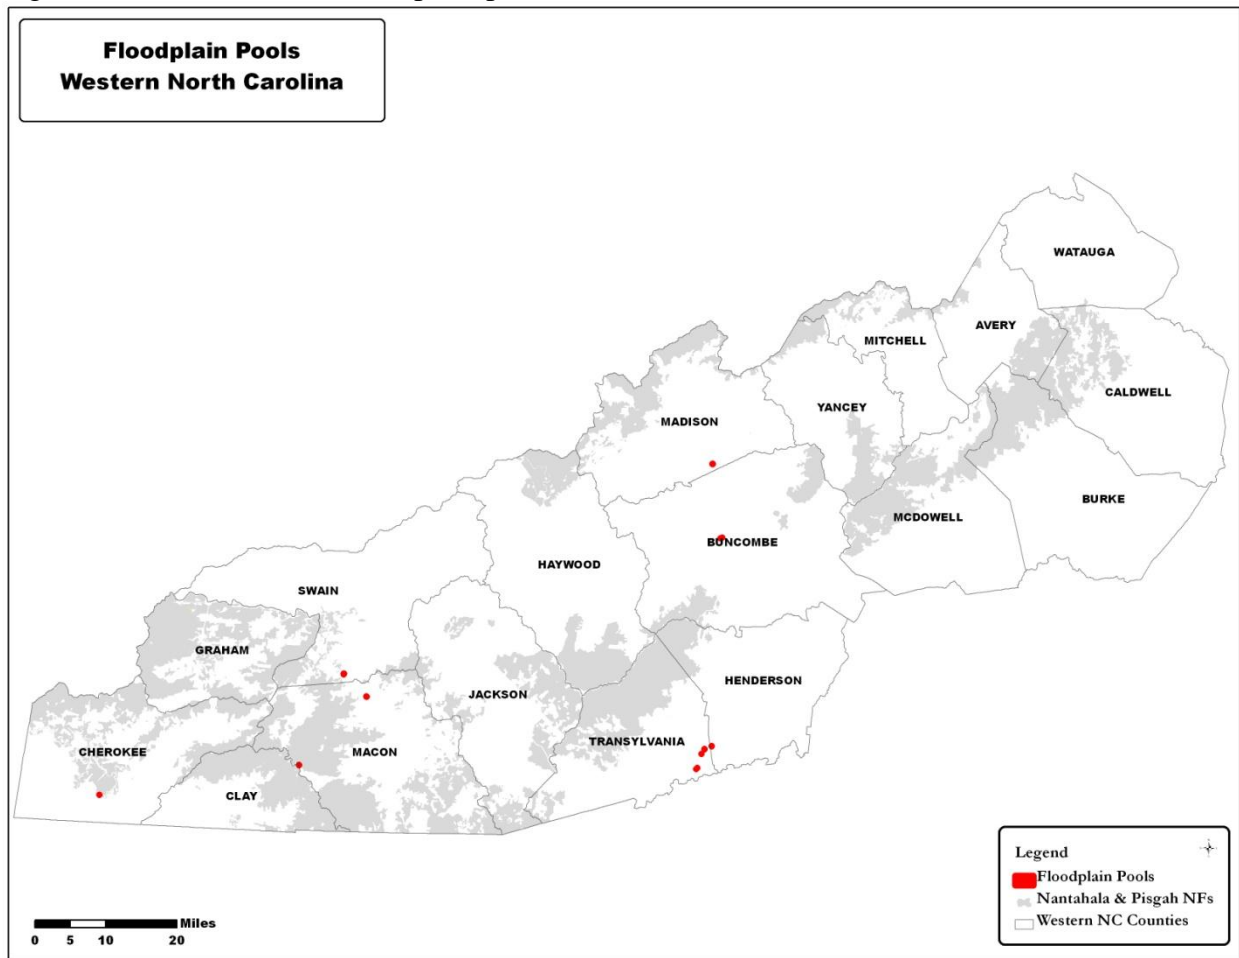 Floodplain Pools
Western North Carolina
WATAUGA
AVERY
MITCHELL
CALDWELL
YANCEY
MADISON
BURKE
MCDOWELL
BUNCOMBE
HAYWOOD
SWAIN
GRAHAM
HENDERSON
JACKSON
TRANSYLVANIA
CHEROKEE
MACON
CLAY
Legend
Floodplain Pools
Nantahala & Pisgah NFs
Western NC Counties
Miles
0 5 10 20